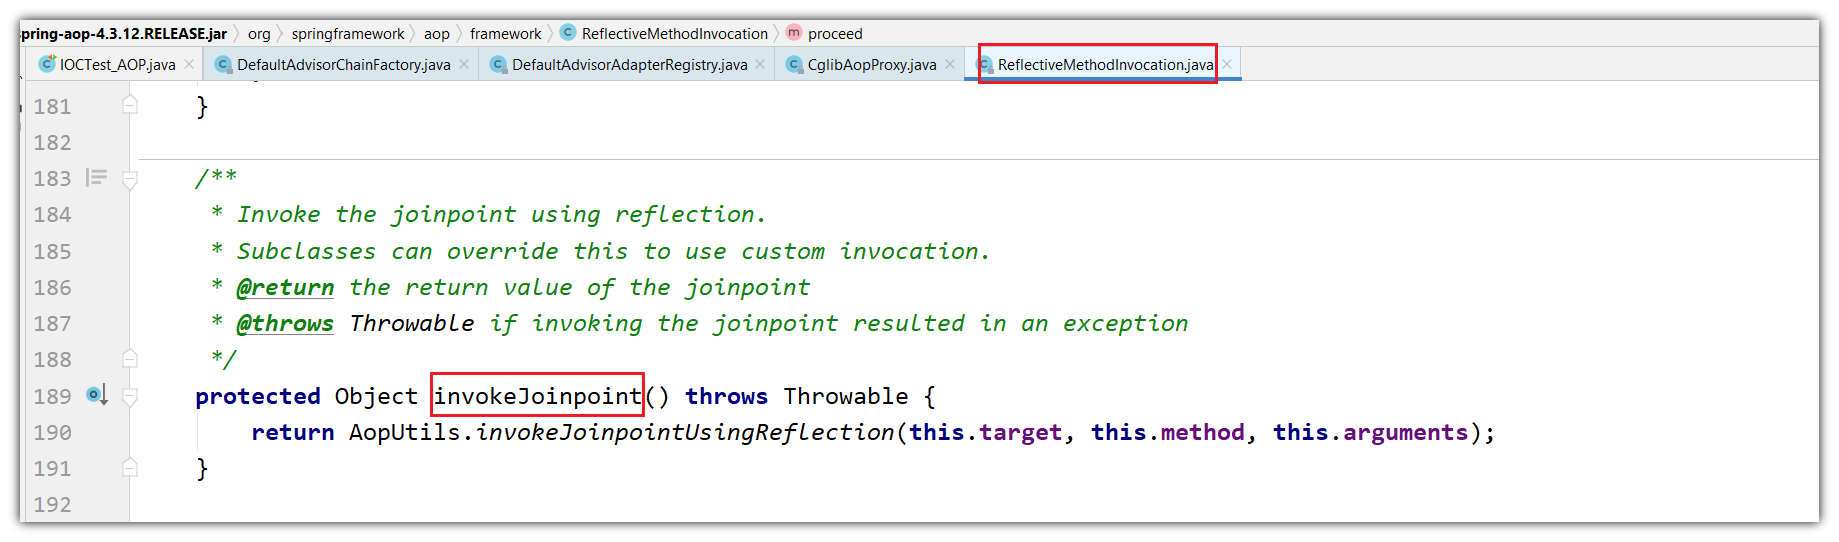 spring-aop-4.3.12.RELEASE.jar org springframework aop framework ReflectiveMethodInvocation proceed
IOCTest_AOP.java DefaultAdvisorChainFactory.java DefaultAdvisorAdapterRegistry.java CglibAopProxy.java ReflectiveMethodInvocation.java
181 }
182
183 /**
184 * Invoke the joinpoint using reflection.
185 * Subclasses can override this to use custom invocation.
186 * @return the return value of the joinpoint
187 * @throws Throwable if invoking the joinpoint resulted in an exception
188 */
189 protected Object invokeJoinpoint() throws Throwable {
190 return AopUtils.invokeJoinpointUsingReflection(this.target, this.method, this.arguments);
191 }
192